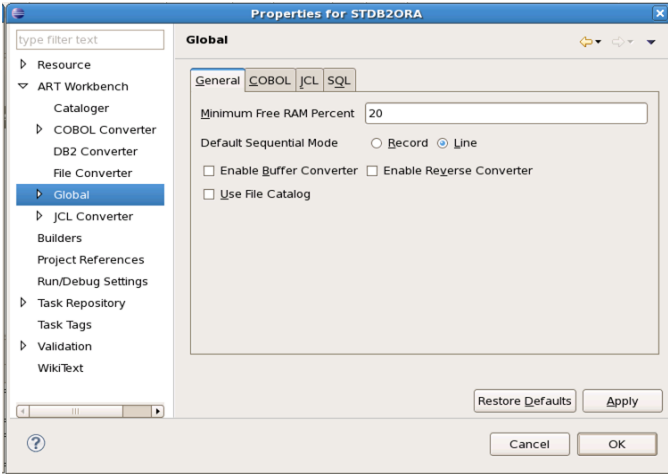 Properties for STDB2ORA
type filter text
Resource
ART Workbench
Cataloger
COBOL Converter
DB2 Converter
File Converter
Global
JCL Converter
Builders
Project References
Run/Debug Settings
Task Repository
Task Tags
Validation
WikiText
Global
General COBOL JCL SQL
Minimum Free RAM Percent 20
Default Sequential Mode Record Line
Enable Buffer Converter Enable Reverse Converter
Use File Catalog
Restore Defaults Apply
Cancel OK